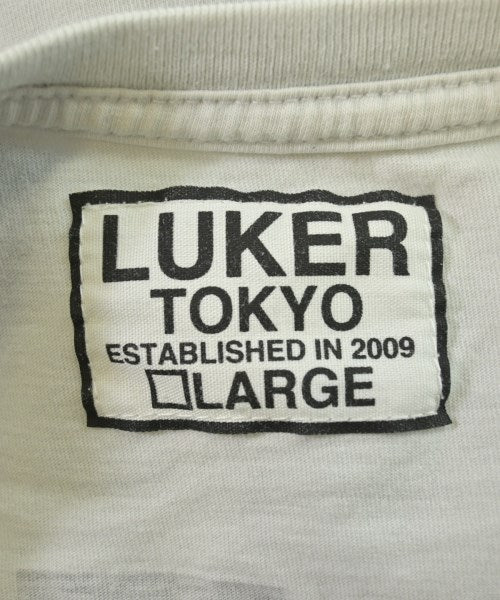 LUKER
TOKYO
ESTABLISHED IN 2009
LARGE